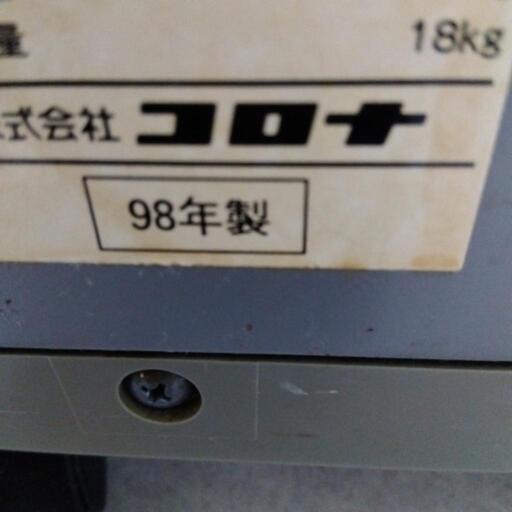 量 18kg
式会社 コロナ
98年製